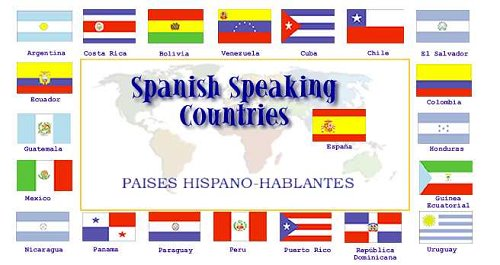 Argentina
Costa Rica
Bolivia
Venezuela
Cuba
Chile
El Salvador
Ecuador
Spanish Speaking
Countries
Colombia
España
Guatemala
Honduras
PAISES HISPANO-HABLANTES
Mexico
Guinea
Ecuatorial
Nicaragua
Panama
Paraguay
Peru
Puerto Rico
República
Dominicana
Uruguay